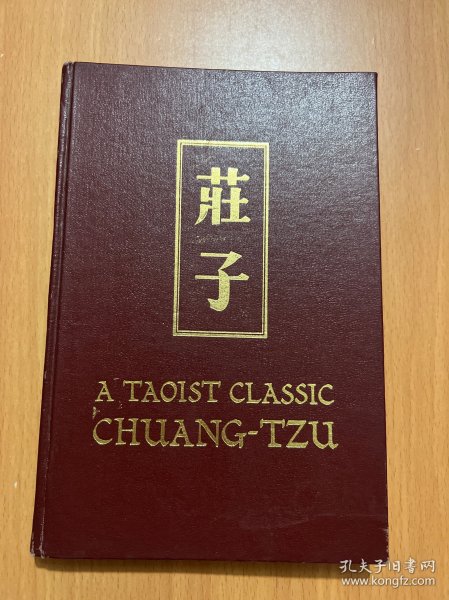 莊
子
A TAOIST CLASSIC
CHUANG-TZU
孔夫子旧书网
www.kongfz.com